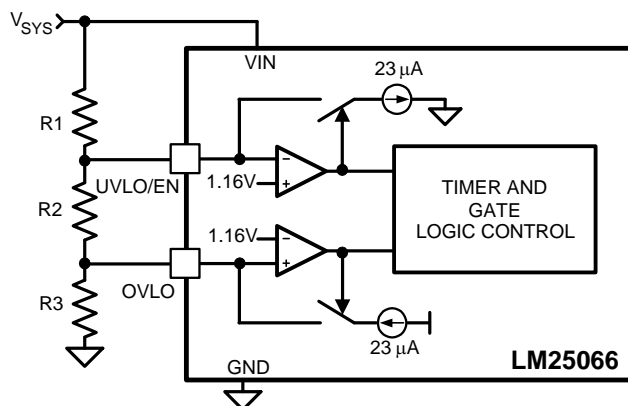 VSYS
VIN
23 μA
R1
UVLO/EN
1.16V
R2
1.16V
TIMER AND
GATE
LOGIC CONTROL
OVLO
R3
23 μA
GND
LM25066